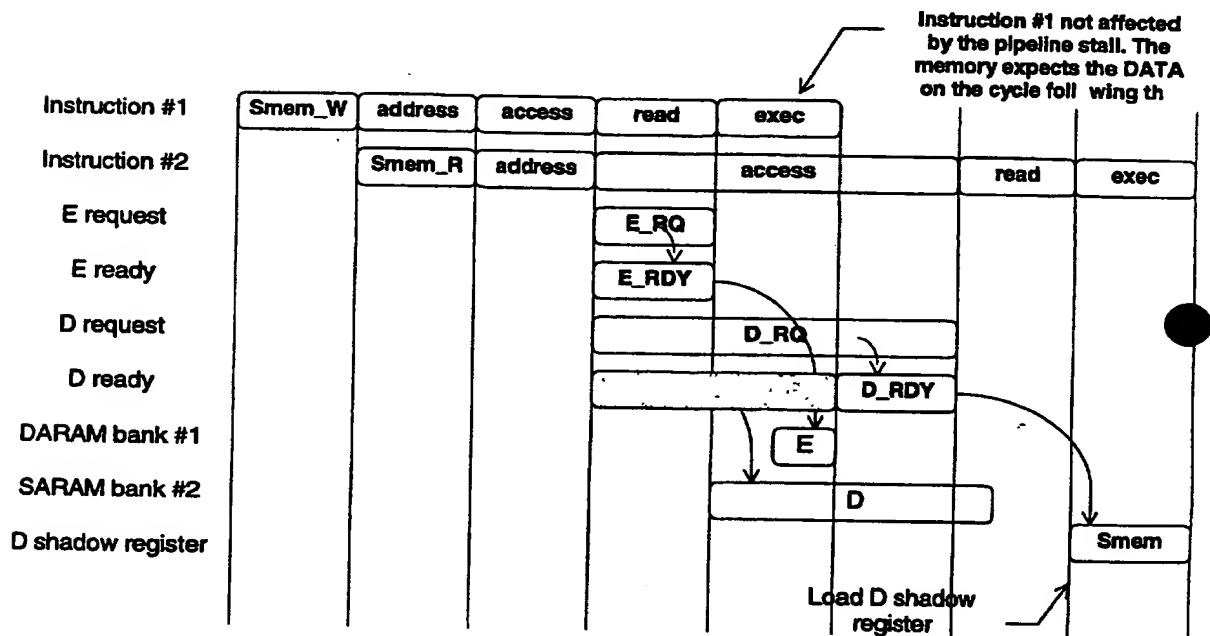 Instruction #1 not affected
by the pipeline stall. The
memory expects the DATA
on the cycle foll wing th
Instruction #1 Smem_W address access read exec
Instruction #2 Smem_R address access read exec
E request E_RQ
E ready E_RDY
D request D_RQ
D ready D_RDY
DARAM bank #1 E
SARAM bank #2 D
D shadow register Smem
Load D shadow
register